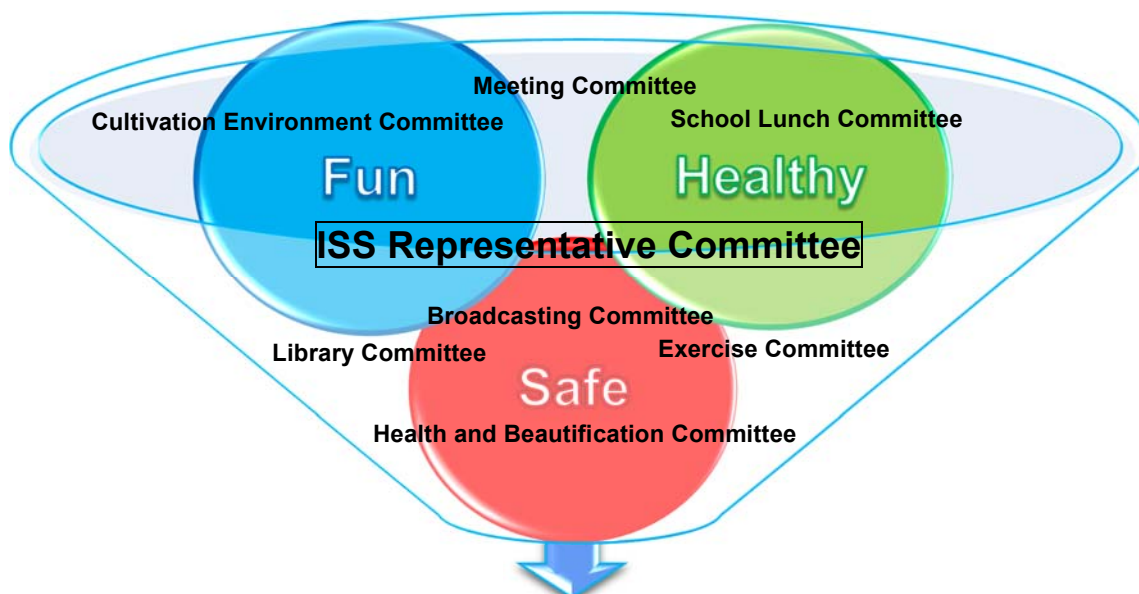 Meeting Committee
Cultivation Environment Committee
School Lunch Committee
Fun
Healthy
ISS Representative Committee
Broadcasting Committee
Library Committee
Exercise Committee
Safe
Health and Beautification Committee